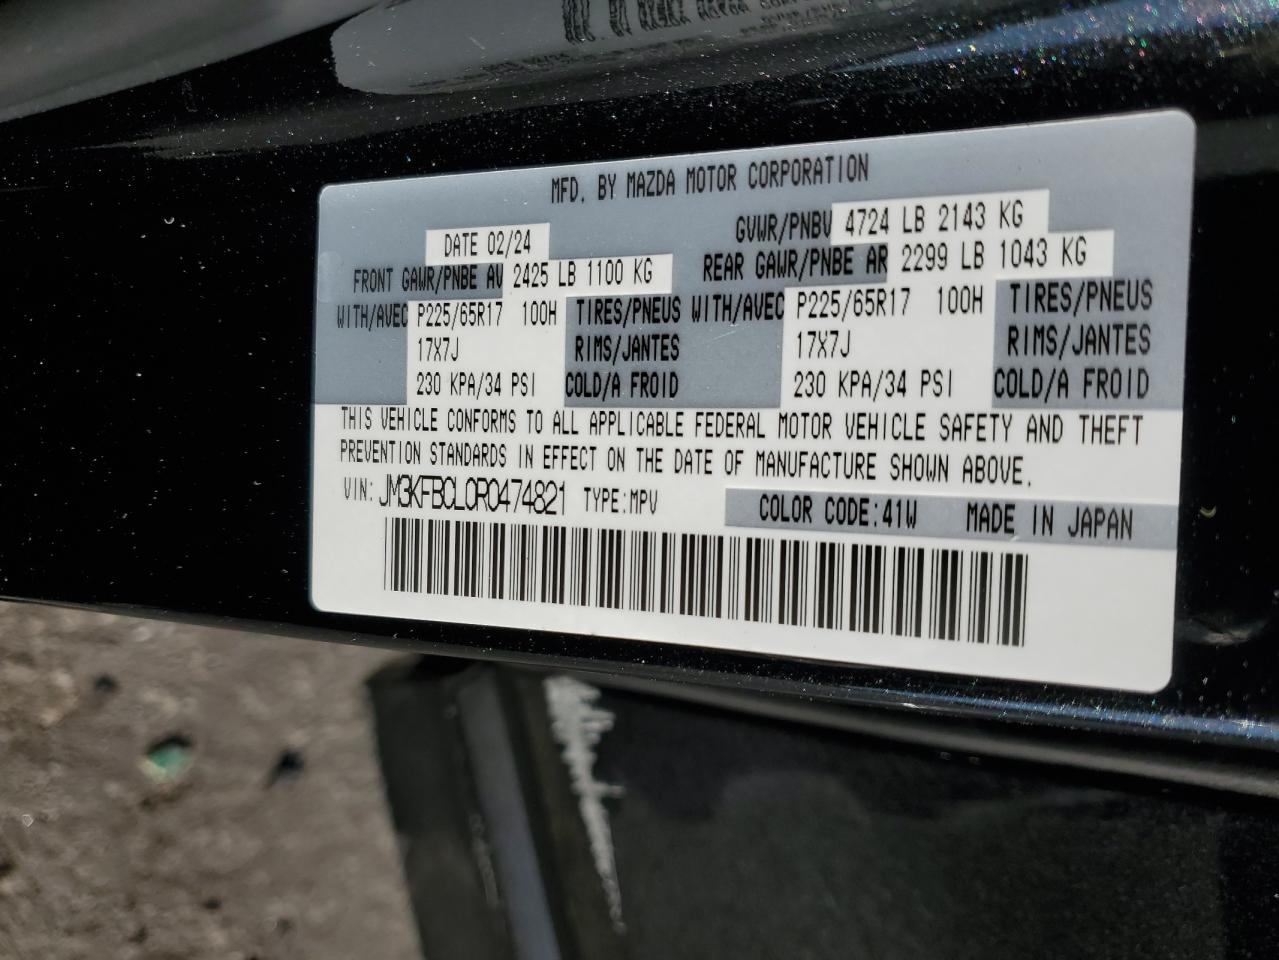 MFD. BY MAZDA MOTOR CORPORATION
DATE 02/24 GVWR/PNBV 4724 LB 2143 KG
FRONT GAWR/PNBE AV 2425 LB 1100 KG REAR GAWR/PNBE AR 2299 LB 1043 KG
WITH/AVEC P225/65R17 100H TIRES/PNEUS WITH/AVEC P225/65R17 100H TIRES/PNEUS
17X7J RIMS/JANTES 17X7J RIMS/JANTES
230 KPA/34 PSI COLD/A FROID 230 KPA/34 PSI COLD/A FROID
THIS VEHICLE CONFORMS TO ALL APPLICABLE FEDERAL MOTOR VEHICLE SAFETY AND THEFT
PREVENTION STANDARDS IN EFFECT ON THE DATE OF MANUFACTURE SHOWN ABOVE.
VIN: JM3KFBCL0R0474821 TYPE:MPV COLOR CODE:41W MADE IN JAPAN